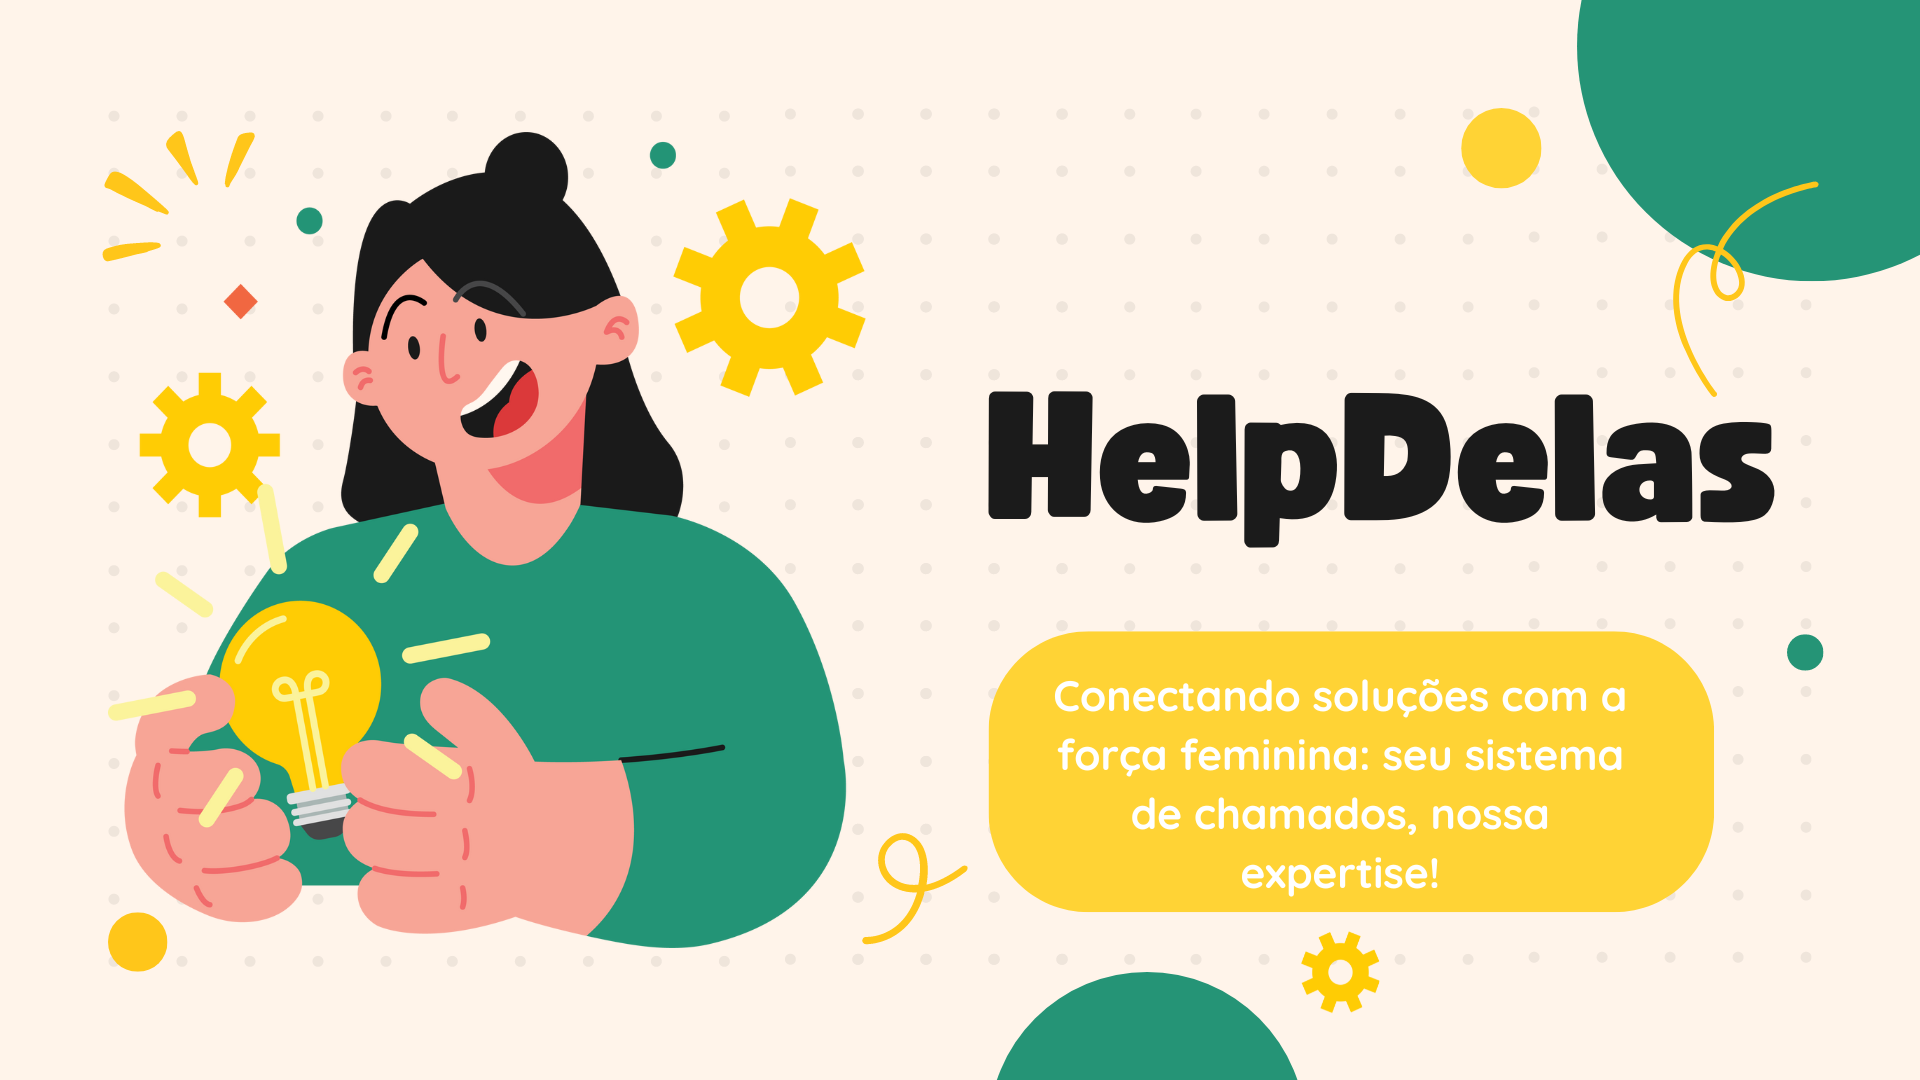 HelpDelas
Conectando soluções com a
força feminina: seu sistema
de chamados, nossa
expertise!